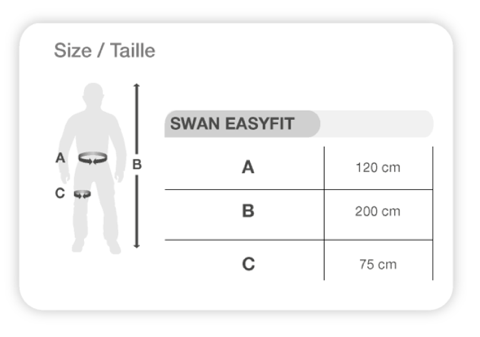 Size / Taille
A
B
C
SWAN EASYFIT
A 120 cm
B 200 cm
C 75 cm